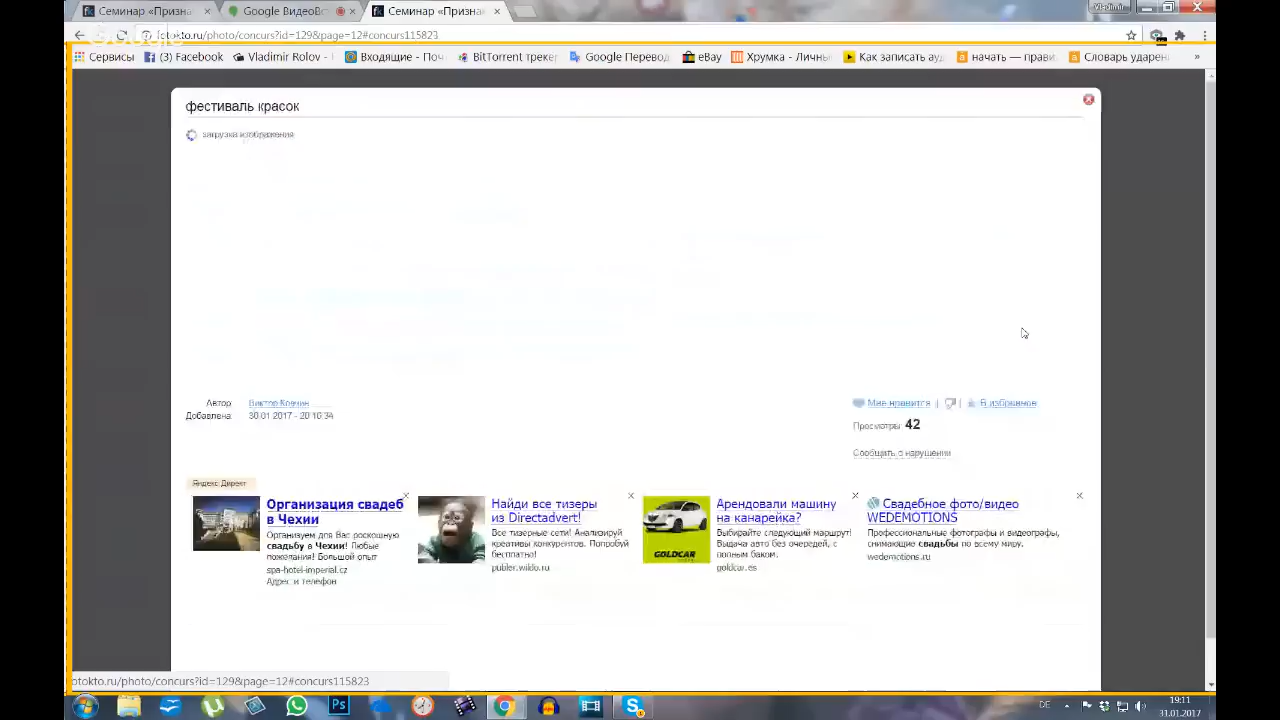 Семинар «Призна
Google ВидеоВс
Семинар «Призна
Vladimir
otokto.ru/photo/concurs?id=129&page=12#concurs115823
Google
Сервисы
(3) Facebook
Vladimir Rolov -
Входящие - Поч
BitTorrent трекер
Google Перевод
eBay
Хрумка - Личны
Как записать ауд
начать — прави
Словарь ударен
»
фестиваль красок
загрузка изображения
Автор:
Добавлена: 30.01.2017 - 20:16:34
Мне нравится | | В избранное
Просмотры 42
Сообщить о нарушении
Яндекс.Директ
Организация свадеб
в Чехии
Организуем для Вас роскошную
свадьбу в Чехии! Любые
пожелания! Большой опыт
spa-hotel-imperial.cz
Адрес и телефон
Найди все тизеры
из Directadvert!
Все тизерные сети! Анализируй
креативы конкурентов. Попробуй
бесплатно!
publer.wildo.ru
GOLDCAR
Арендовали машину
на канарейка?
Выбирайте следующий маршрут!
Выдача авто без очередей, с
полным баком.
goldcar.es
Свадебное фото/видео
WEDEMOTIONS
Профессиональные фотографы и видеографы,
снимающие свадьбы по всему миру.
wedemotions.ru
otokto.ru/photo/concurs?id=129&page=12#concurs115823
Ps
DE
19:11
31.01.2017